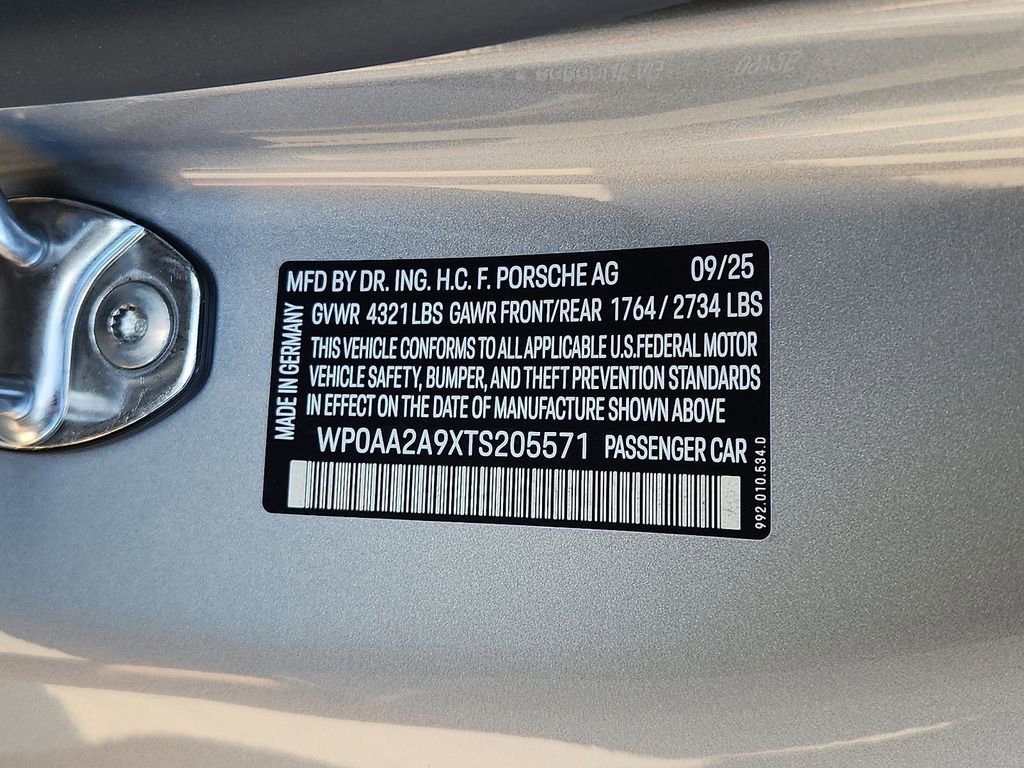 MFD BY DR. ING. H.C. F. PORSCHE AG 09/25
GVWR 4321 LBS GAWR FRONT/REAR 1764 / 2734 LBS
THIS VEHICLE CONFORMS TO ALL APPLICABLE U.S. FEDERAL MOTOR
VEHICLE SAFETY, BUMPER, AND THEFT PREVENTION STANDARDS
IN EFFECT ON THE DATE OF MANUFACTURE SHOWN ABOVE
WP0AA2A9XTS205571 PASSENGER CAR
MADE IN GERMANY
992.010.534.D